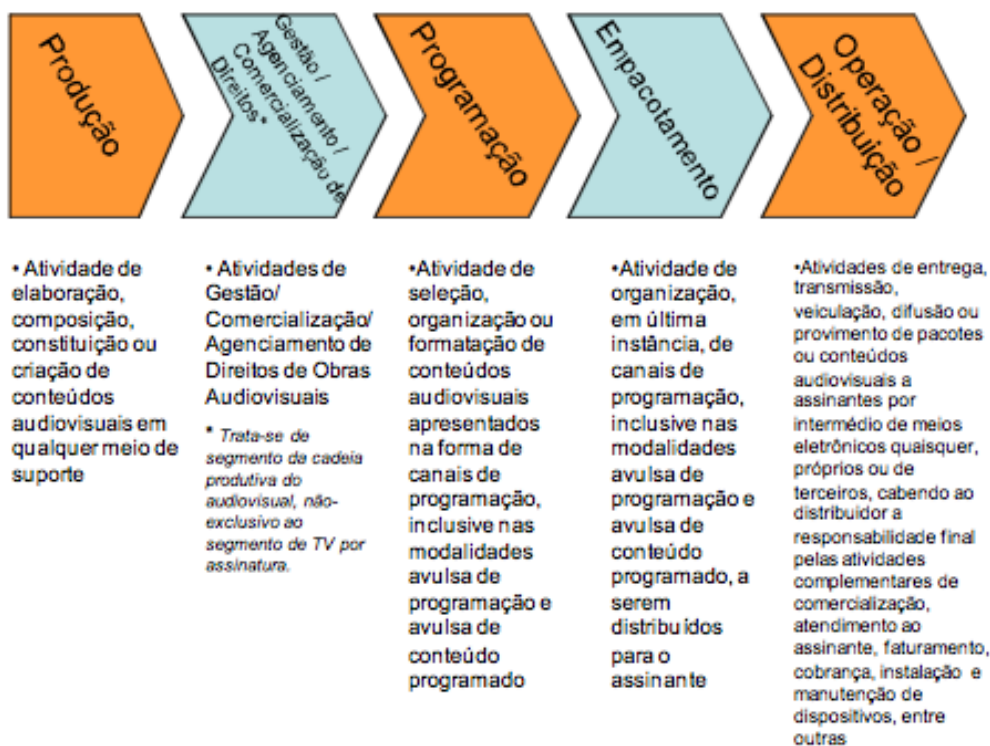 Produção
Gestão /
Agenciamento /
Comercialização de
Direitos*
Programação
Empacotamento
Operação /
Distribuição
• Atividade de
elaboração,
composição,
constituição ou
criação de
conteúdos
audiovisuais em
qualquer meio de
suporte
• Atividades de
Gestão/
Comercialização/
Agenciamento de
Direitos de Obras
Audiovisuais
* Trata-se de
segmento da cadeia
produtiva do
audiovisual, não-
exclusivo ao
segmento de TV por
assinatura.
•Atividade de
seleção,
organização ou
formatação de
conteúdos
audiovisuais
apresentados
na forma de
canais de
programação,
inclusive nas
modalidades
avulsa de
programação e
avulsa de
conteúdo
programado
•Atividade de
organização,
em última
instância, de
canais de
programação,
inclusive nas
modalidades
avulsa de
programação e
avulsa de
conteúdo
programado, a
serem
distribuídos
para o
assinante
•Atividades de entrega,
transmissão,
veiculação, difusão ou
provimento de pacotes
ou conteúdos
audiovisuais a
assinantes por
intermédio de meios
eletrônicos quaisquer,
próprios ou de
terceiros, cabendo ao
distribuidor a
responsabilidade final
pelas atividades
complementares de
comercialização,
atendimento ao
assinante, faturamento,
cobrança, instalação e
manutenção de
dispositivos, entre
outras